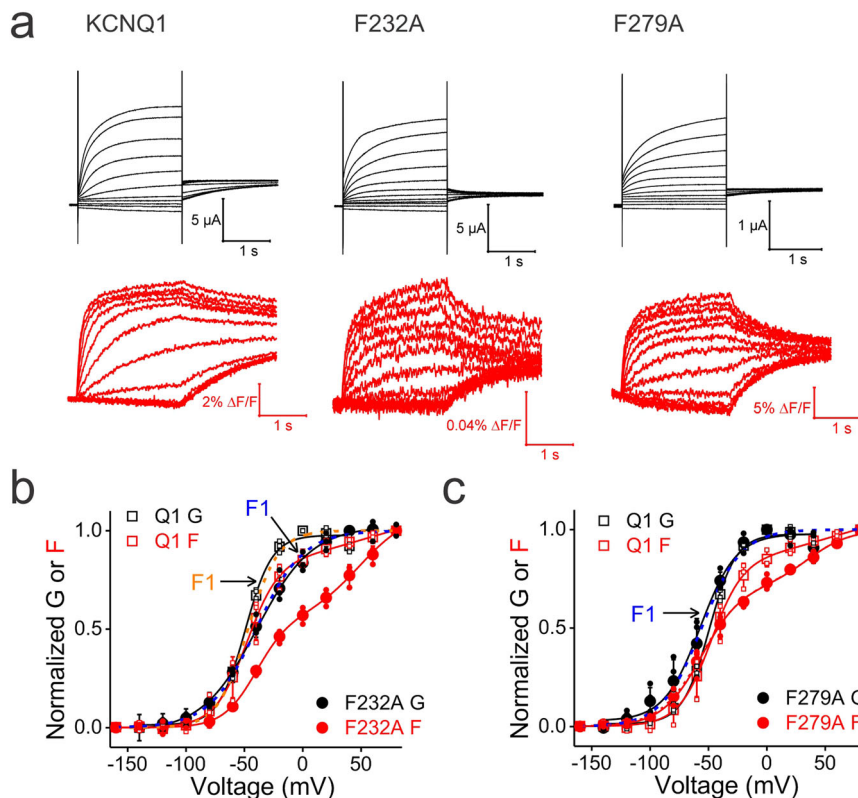 a
KCNQ1
F232A
F279A
5 µA
1 s
5 µA
1 s
1 µA
1 s
2% ΔF/F
1 s
0.04% ΔF/F
1 s
5% ΔF/F
1 s
b
Normalized G or F
1.0
0.5
0.0
Q1 G
Q1 F
F1
F1
F232A G
F232A F
-150 -100 -50 0 50
Voltage (mV)
c
Normalized G or F
1.0
0.5
0.0
Q1 G
Q1 F
F1
F279A
F279A F
-150 -100 -50 0 50
Voltage (mV)